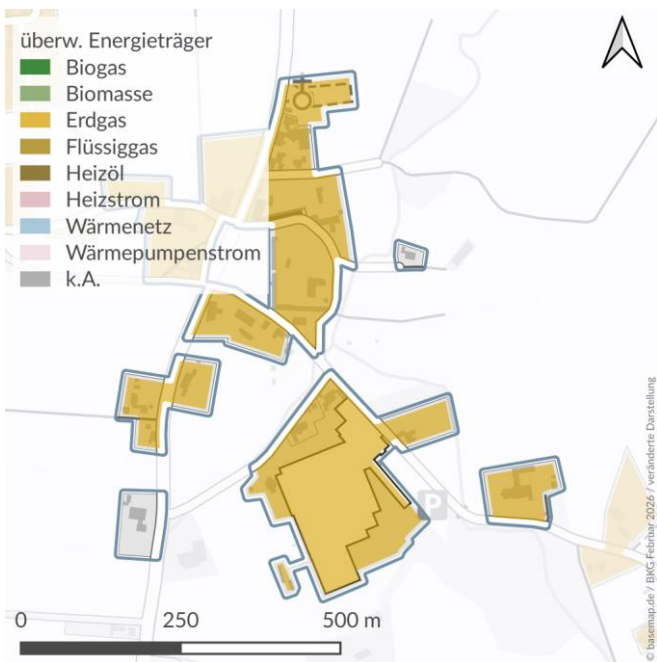 überw. Energieträger
Biogas
Biomasse
Erdgas
Flüssiggas
Heizöl
Heizstrom
Wärmenetz
Wärmepumpenstrom
k.A.
P
0 250 500 m
© basemap.de / BKG Februar 2026 / veränderte Darstellung